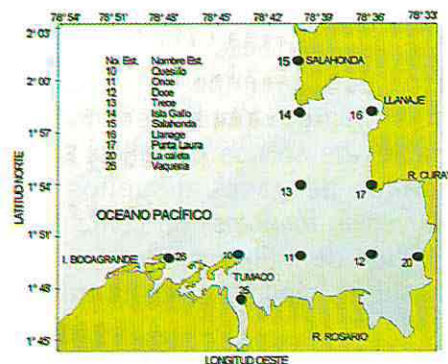 78° 54' 78° 51' 78° 48' 78° 45' 78° 42' 78° 39' 78° 36' 78° 33'
2° 03'
2° 00'
1° 57'
1° 54'
1° 51'
1° 48'
1° 45'
LATITUD NORTE
No. Est. Nombre Est.
10 Quesillo
11 Once
12 Doce
13 Trece
14 Isla Gallo
15 Salahonda
16 Llanaje
17 Punta Laura
20 La caleta
25 Vaqueria
15 SALAHONDA
LLANAJE
14
16
R. CURAY
13
17
OCEANO PACÍFICO
I. BOCAGRANDE
26
10
TUMACO
11
12
20
25
R. ROSARIO
LONGITUD OESTE